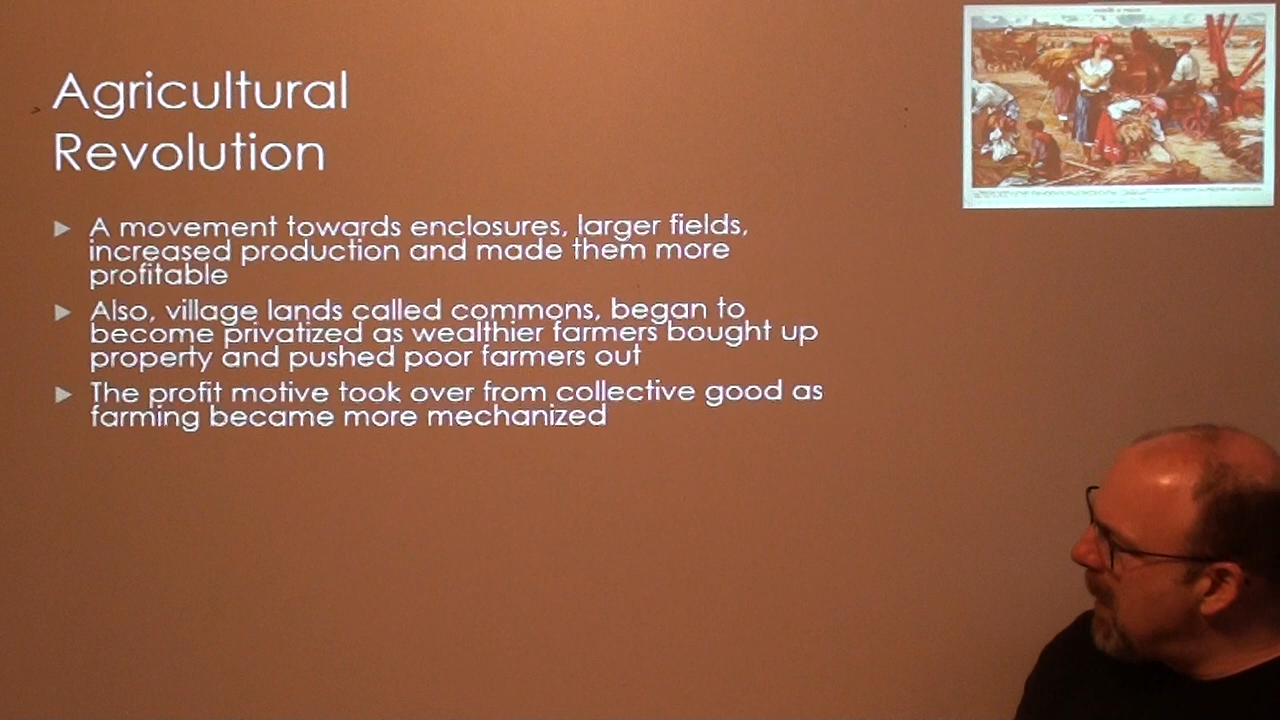 Agricultural
Revolution
A movement towards enclosures, larger fields,
increased production and made them more
profitable
Also, village lands called commons, began to
become privatized as wealthier farmers bought up
property and pushed poor farmers out
The profit motive took over from collective good as
farming became more mechanized